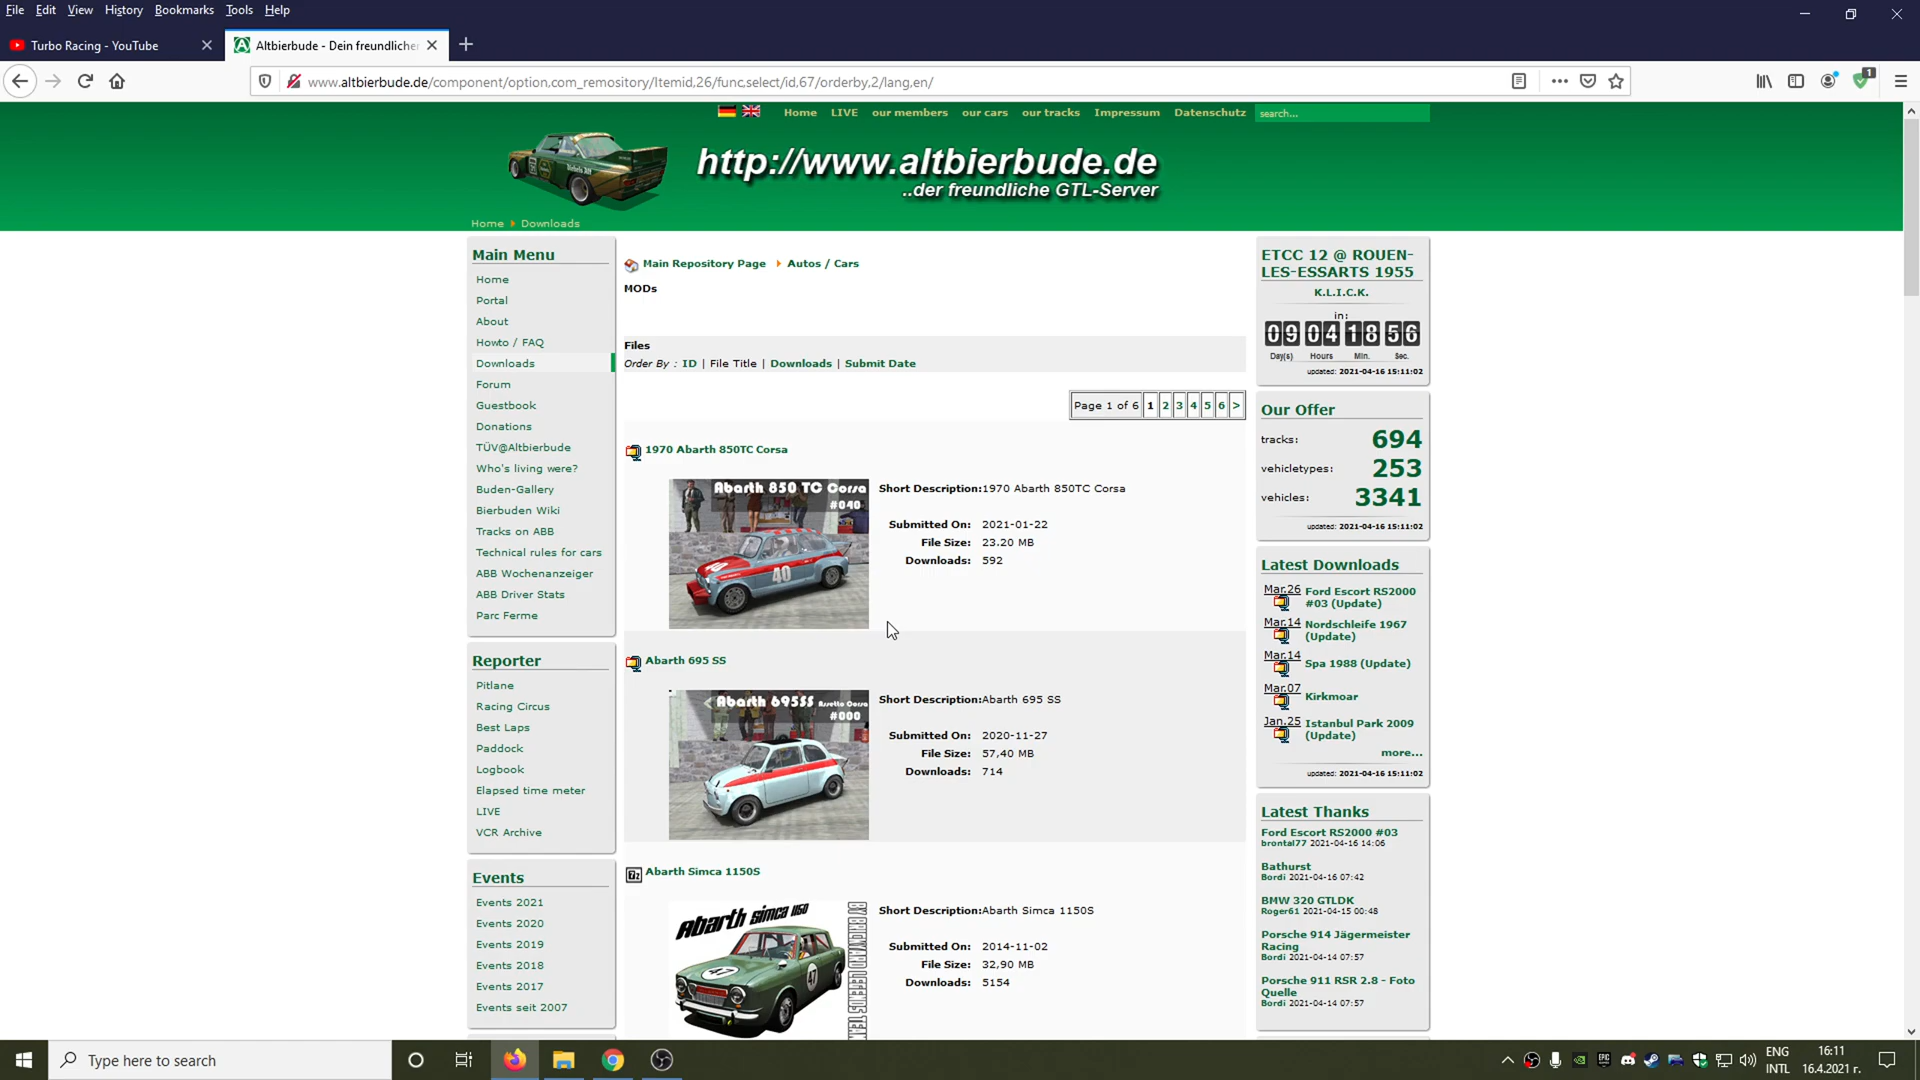 File Edit View History Bookmarks Tools Help
Turbo Racing - YouTube
Altbierbude - Dein freundliche
www.altbierbude.de/component/option,com_remository/Itemid,26/func,select/id,67/orderby,2/lang,en/
1
Home LIVE our members our cars our tracks Impressum Datenschutz search...
http://www.altbierbude.de
..der freundliche GTL-Server
Home Downloads
Main Menu
Home
Portal
About
Howto / FAQ
Downloads
Forum
Guestbook
Donations
TÜV@Altbierbude
Who's living were?
Buden-Gallery
Bierbuden Wiki
Tracks on ABB
Technical rules for cars
ABB Wochenanzeiger
ABB Driver Stats
Parc Ferme
Reporter
Pitlane
Racing Circus
Best Laps
Paddock
Logbook
Elapsed time meter
LIVE
VCR Archive
Events
Events 2021
Events 2020
Events 2019
Events 2018
Events 2017
Events seit 2007
Main Repository Page Autos / Cars
MODs
Files
Order By : ID | File Title | Downloads | Submit Date
Page 1 of 6 1 2 3 4 5 6 >
1970 Abarth 850TC Corsa
Abarth 850 TC Corsa
#040
40
Short Description:1970 Abarth 850TC Corsa
Submitted On: 2021-01-22
File Size: 23.20 MB
Downloads: 592
Abarth 695 SS
Abarth 695SS Assetto Corsa
#000
Short Description:Abarth 695 SS
Submitted On: 2020-11-27
File Size: 57,40 MB
Downloads: 714
Abarth Simca 1150S
Abarth simca 1150
47
BY BACKYARD LEGENDS TEAM
Short Description:Abarth Simca 1150S
Submitted On: 2014-11-02
File Size: 32,90 MB
Downloads: 5154
ETCC 12 @ ROUEN-
LES-ESSARTS 1955
K.L.I.C.K.
in:
09 04 18 56
Day(s) Hours Min. Sec.
updated: 2021-04-16 15:11:02
Our Offer
tracks: 694
vehicletypes: 253
vehicles: 3341
updated: 2021-04-16 15:11:02
Latest Downloads
Mar.26 Ford Escort RS2000
#03 (Update)
Mar.14 Nordschleife 1967
(Update)
Mar.14 Spa 1988 (Update)
Mar.07 Kirkmoar
Jan.25 Istanbul Park 2009
(Update)
more...
updated: 2021-04-16 15:11:02
Latest Thanks
Ford Escort RS2000 #03
brontal77 2021-04-16 14:06
Bathurst
Bordi 2021-04-16 07:42
BMW 320 GTLDK
Roger61 2021-04-15 00:48
Porsche 914 Jägermeister
Racing
Bordi 2021-04-14 07:57
Porsche 911 RSR 2.8 - Foto
Quelle
Bordi 2021-04-14 07:57
Type here to search
ENG
INTL
16:11
16.4.2021 г.